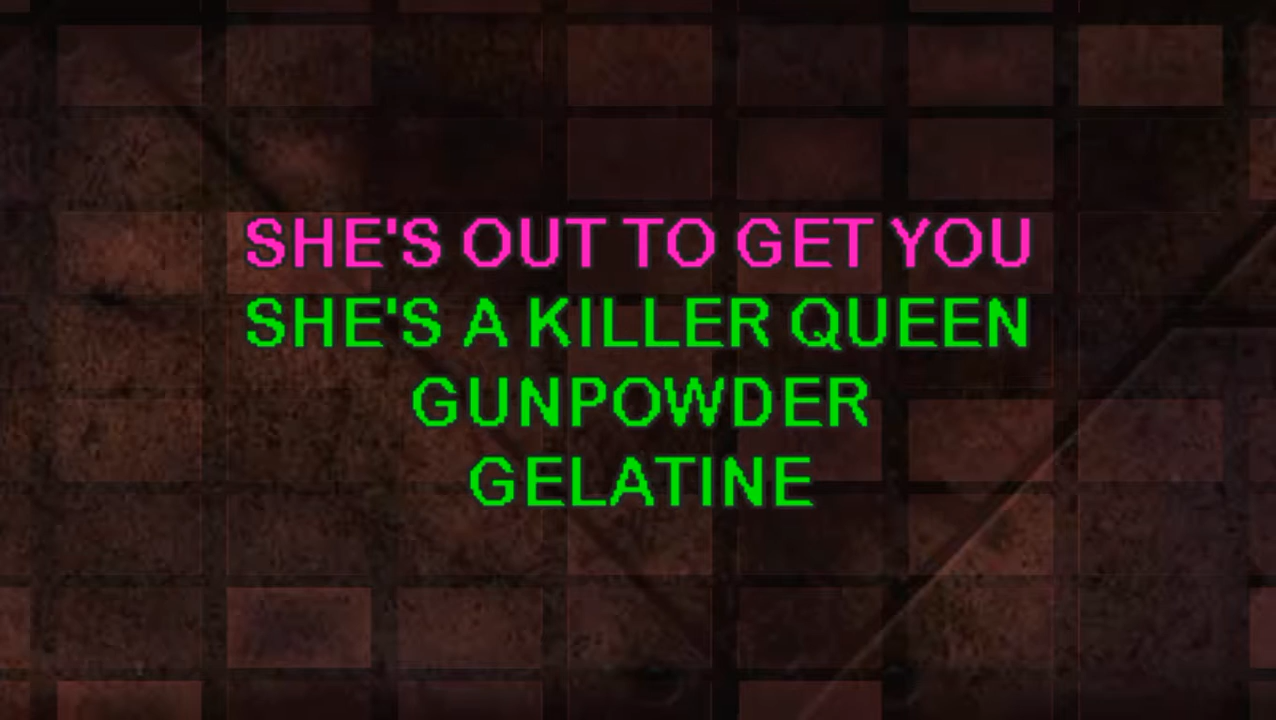 SHE'S OUT TO GET YOU
SHE'S A KILLER QUEEN
GUNPOWDER
GELATINE